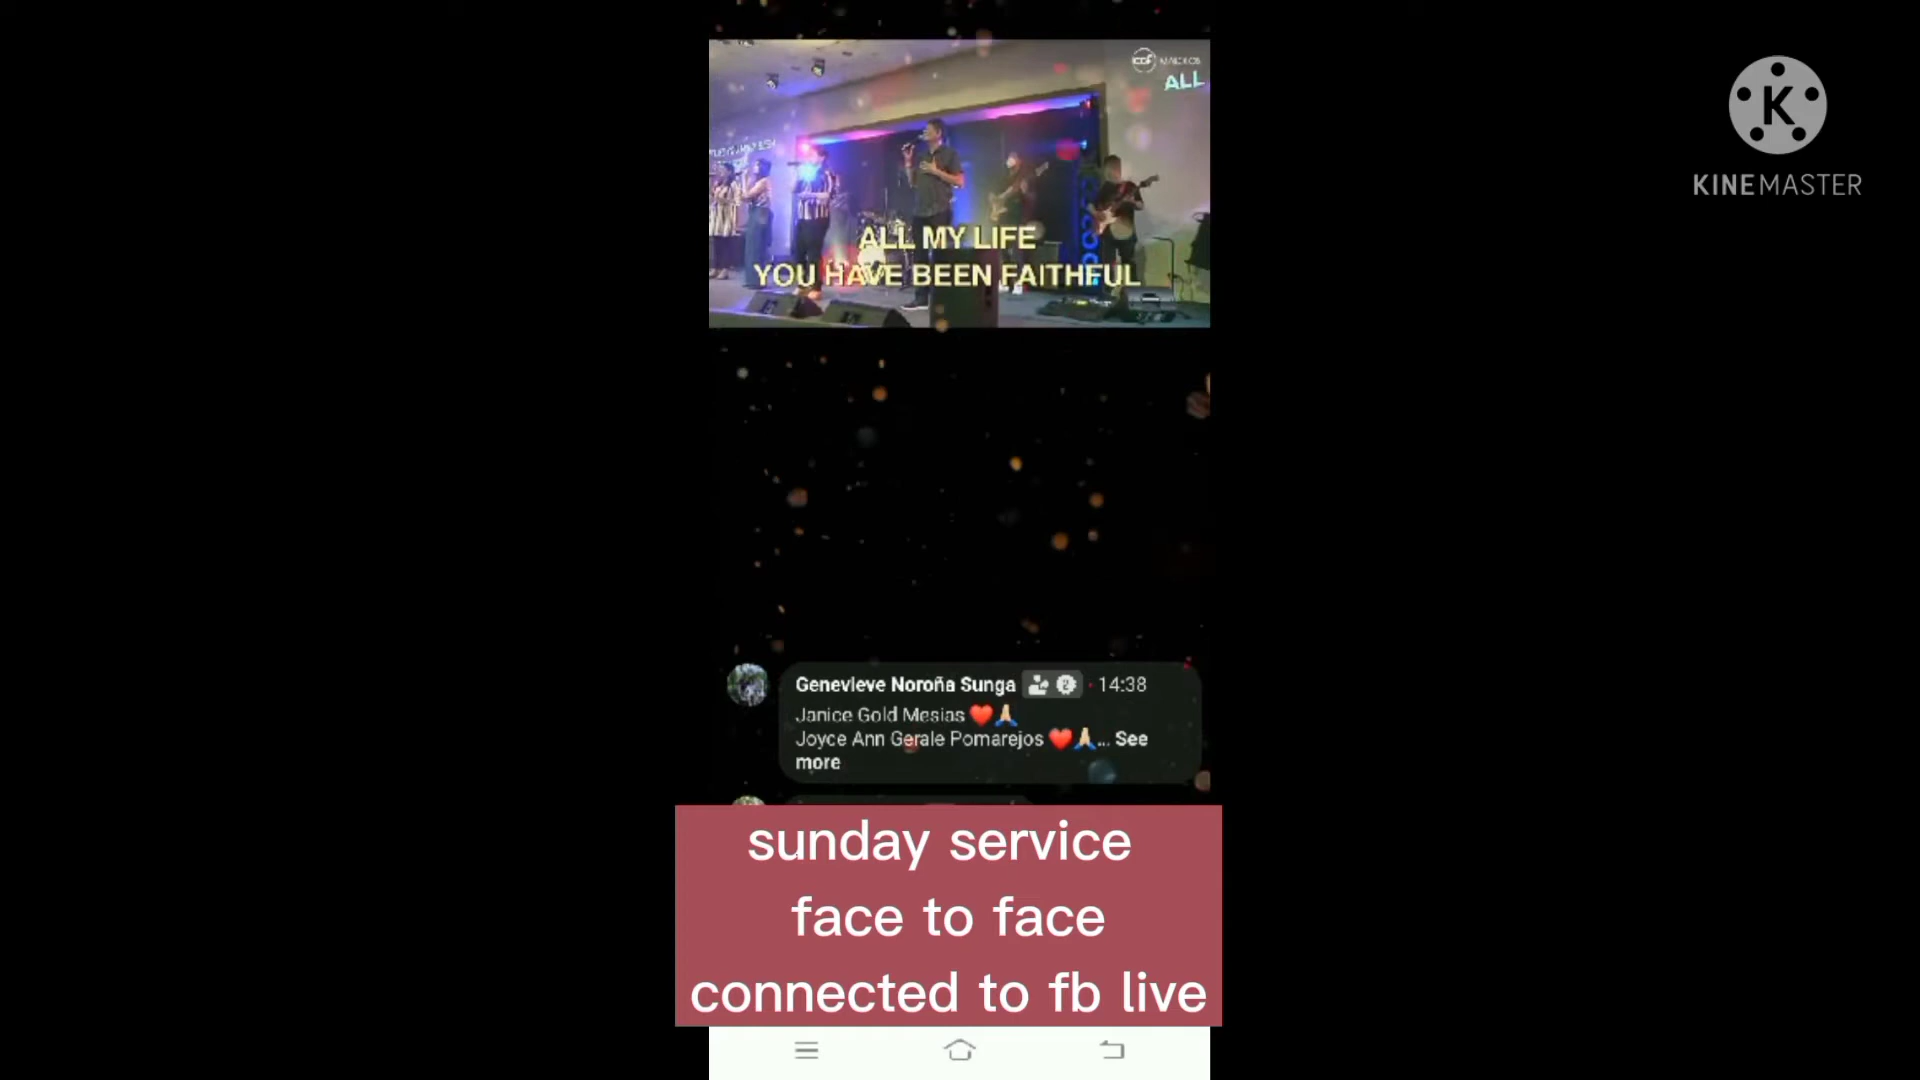 ALL
ALL MY LIFE
YOU HAVE BEEN FAITHFUL
K
KINEMASTER
Genevieve Noroña Sunga · 14:38
Janice Gold Mesias ❤️🙏
Joyce Ann Gerale Pomarejos ❤️🙏... See
more
sunday service
face to face
connected to fb live